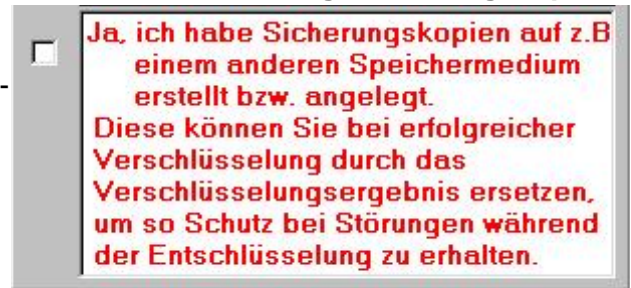 Ja, ich habe Sicherungskopien auf z.B
einem anderen Speichermedium
erstellt bzw. angelegt.
Diese können Sie bei erfolgreicher
Verschlüsselung durch das
Verschlüsselungsergebnis ersetzen,
um so Schutz bei Störungen während
der Entschlüsselung zu erhalten.